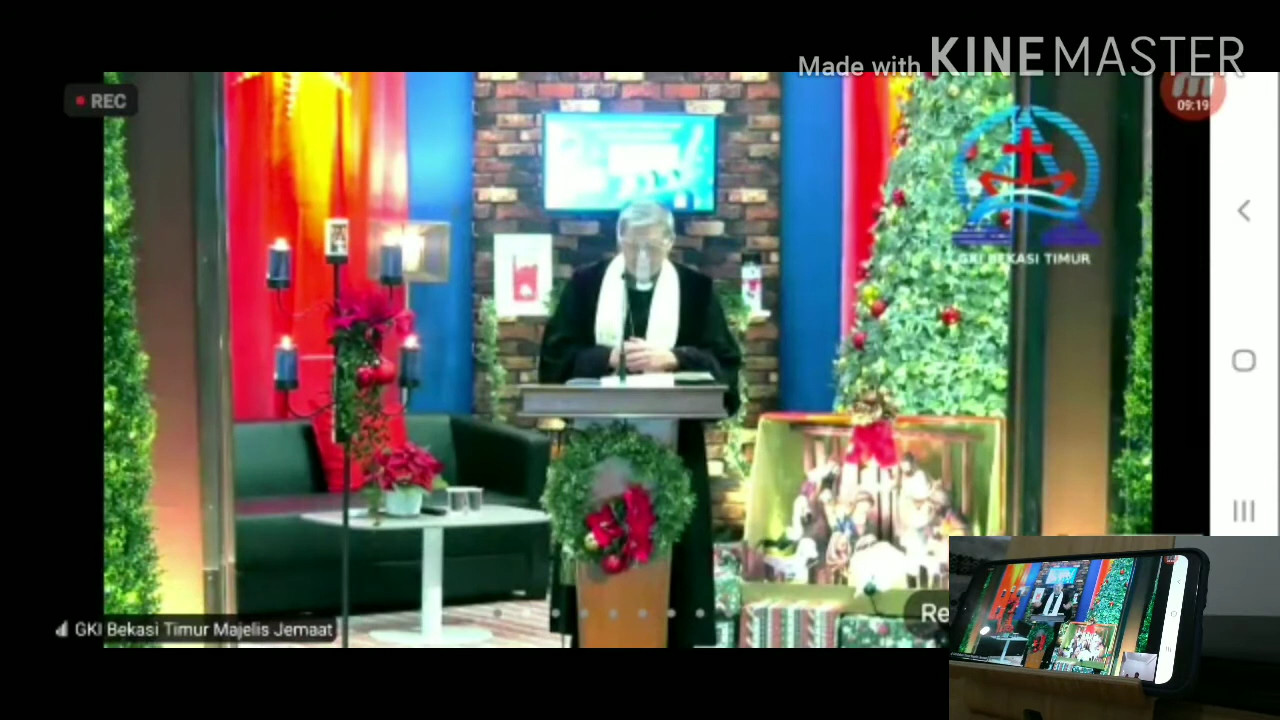 Made with KINEMASTER
REC
09:19
GKI BEKASI TIMUR
GKI Bekasi Timur Majelis Jemaat
Re